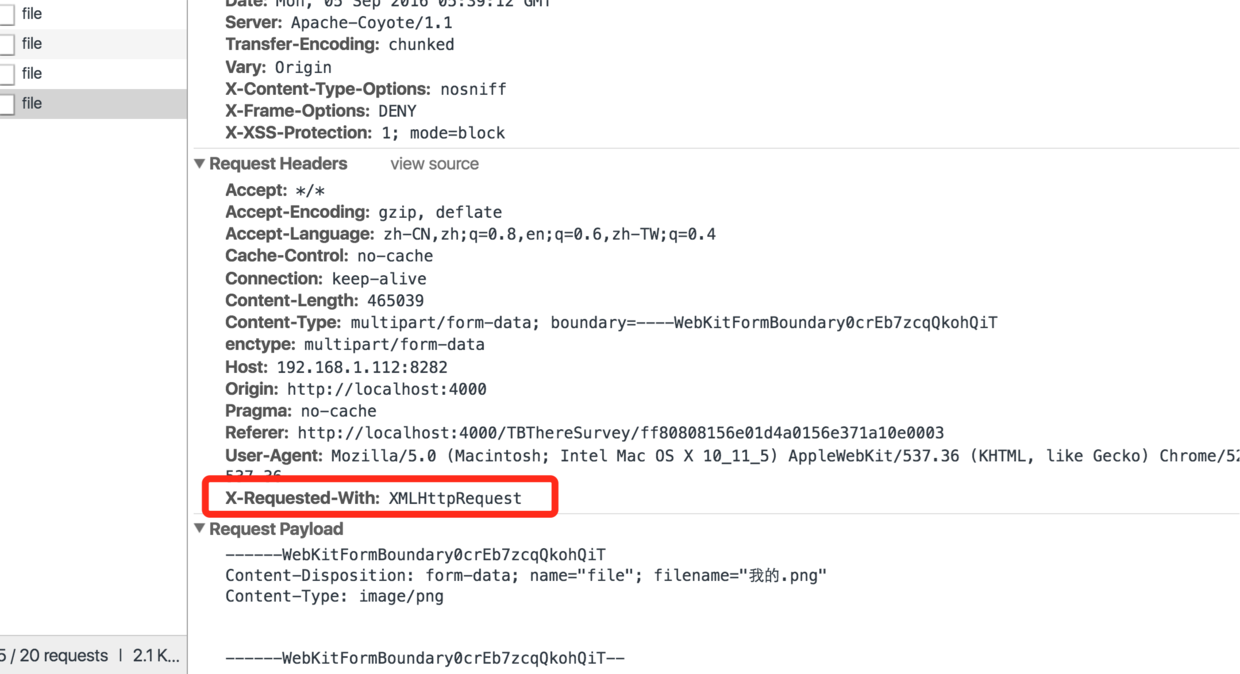 file
file
file
file
5 / 20 requests | 2.1 K...
Date: Mon, 05 Sep 2016 05:39:12 GMT
Server: Apache-Coyote/1.1
Transfer-Encoding: chunked
Vary: Origin
X-Content-Type-Options: nosniff
X-Frame-Options: DENY
X-XSS-Protection: 1; mode=block
▼ Request Headers view source
Accept: */*
Accept-Encoding: gzip, deflate
Accept-Language: zh-CN,zh;q=0.8,en;q=0.6,zh-TW;q=0.4
Cache-Control: no-cache
Connection: keep-alive
Content-Length: 465039
Content-Type: multipart/form-data; boundary=----WebKitFormBoundary0crEb7zcqQkohQiT
enctype: multipart/form-data
Host: 192.168.1.112:8282
Origin: http://localhost:4000
Pragma: no-cache
Referer: http://localhost:4000/TBThereSurvey/ff80808156e01d4a0156e371a10e0003
User-Agent: Mozilla/5.0 (Macintosh; Intel Mac OS X 10_11_5) AppleWebKit/537.36 (KHTML, like Gecko) Chrome/52
537.36
X-Requested-With: XMLHttpRequest
▼ Request Payload
------WebKitFormBoundary0crEb7zcqQkohQiT
Content-Disposition: form-data; name="file"; filename="我的.png"
Content-Type: image/png
------WebKitFormBoundary0crEb7zcqQkohQiT--